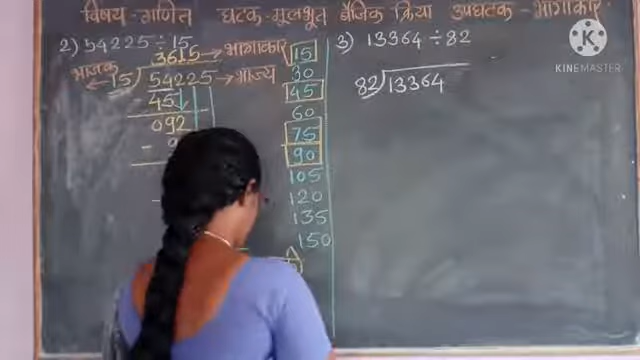 विषय-गणित घटक-मूलभूत बैजिक क्रिया उपघटक-भागाकार
2) 54225 ÷ 15
3615 → भागाकार
भाजक ← 15) 54225 → भाज्य
45
092
- 9
15
30
45
60
75
90
105
120
135
150
3) 13364 ÷ 82
82) 13364
KINEMASTER